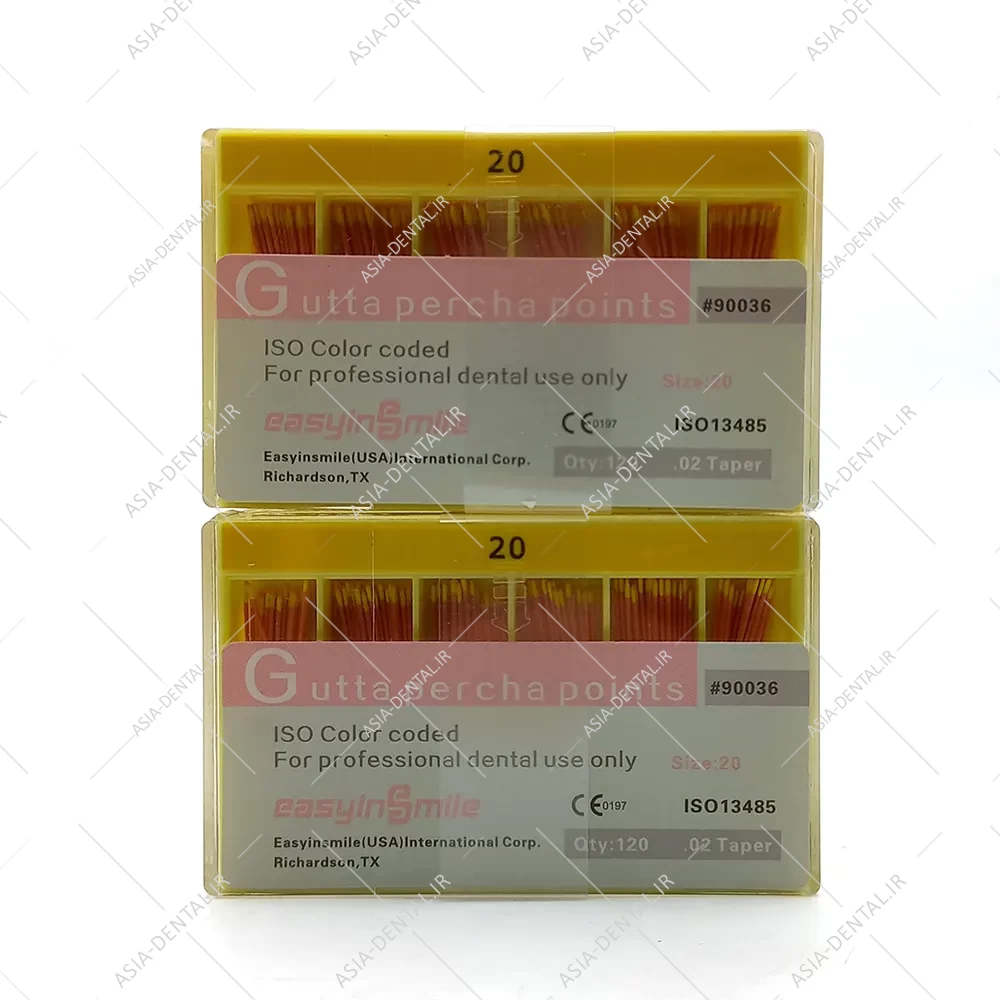 20
Gutta percha points
#90036
ISO Color coded
For professional dental use only
Size:20
easyinSmile
CE0197
ISO13485
Easyinsmile(USA)International Corp.
Richardson,TX
Qty:120 .02 Taper
20
Gutta percha points
#90036
ISO Color coded
For professional dental use only
Size:20
easyinSmile
CE0197
ISO13485
Easyinsmile(USA)International Corp.
Richardson,TX
Qty:120 .02 Taper
ASIA-DENTAL.IR